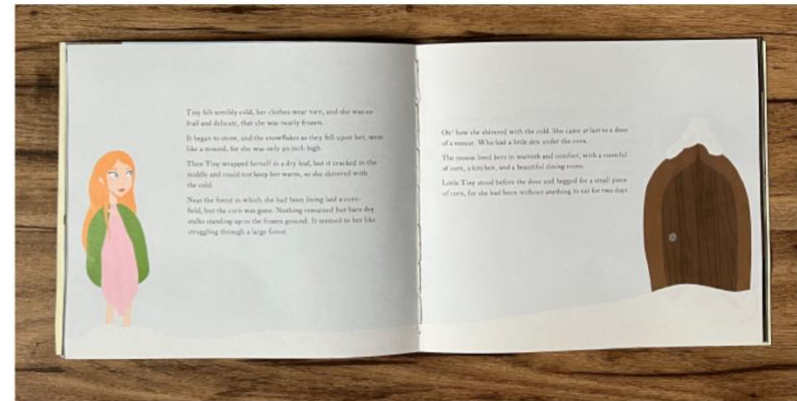 Tiny felt terribly cold, her clothes wear torn, and she was so
frail and delicate, that she was nearly frozen.
It began to snow, and the snowflakes as they fell upon her, were
like a mound, for she was only an inch high.
Then Tiny wrapped herself in a dry leaf, but it cracked in the
middle and could not keep her warm, so she shivered with
the cold.
Near the forest in which she had been living laid a corn-
field, but the corn was gone. Nothing remained but bare dry
stalks standing up in the frozen ground. It seemed to her like
struggling through a large forest
Oh! how she shivered with the cold. She came at last to a door
of a mouse. Who had a little den under the corn.
The mouse lived here in warmth and comfort, with a roomful
of corn, a kitchen, and a beautiful dining-room.
Little Tiny stood before the door and begged for a small piece
of corn, for she had been without anything to eat for two days